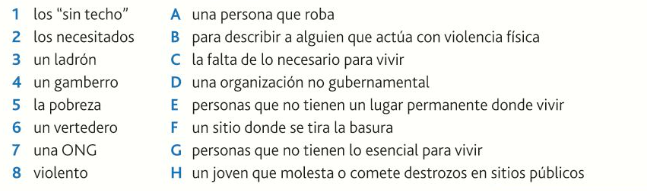 1 los "sin techo" A una persona que roba
2 los necesitados B para describir a alguien que actúa con violencia física
3 un ladrón C la falta de lo necesario para vivir
4 un gamberro D una organización no gubernamental
5 la pobreza E personas que no tienen un lugar permanente donde vivir
6 un vertedero F un sitio donde se tira la basura
7 una ONG G personas que no tienen lo esencial para vivir
8 violento H un joven que molesta o comete destrozos en sitios públicos